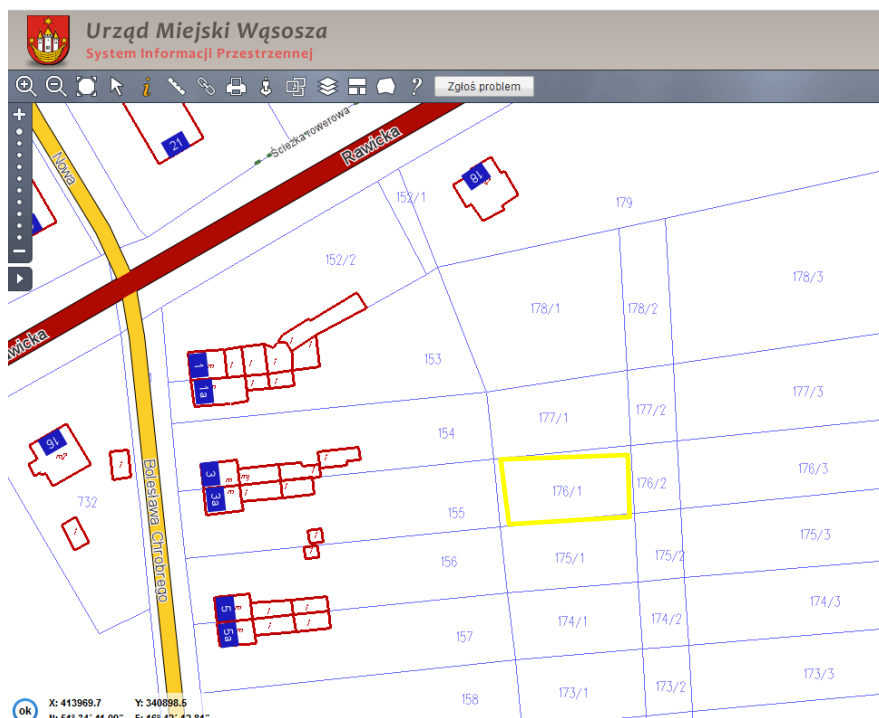 Urząd Miejski Wąsosza
System Informacji Przestrzennej
i
?
Zgłoś problem
21
Ścieżka rowerowa
Rawicka
Nowa
18
152/1
179
152/2
178/3
178/1
178/2
Rawicka
153
1
m
i
i
i
i
i
1a
m
i
i
177/3
177/1
177/2
154
16
m2
i
3
m
mg
3a
m
i
176/3
176/1
176/2
732
Bolesława Chrobrego
155
i
i
i
175/3
175/1
175/2
156
174/3
5
m
i
i
5a
m
i
i
174/1
174/2
157
173/3
173/1
173/2
158
ok
X: 413969.7
Y: 340898.5